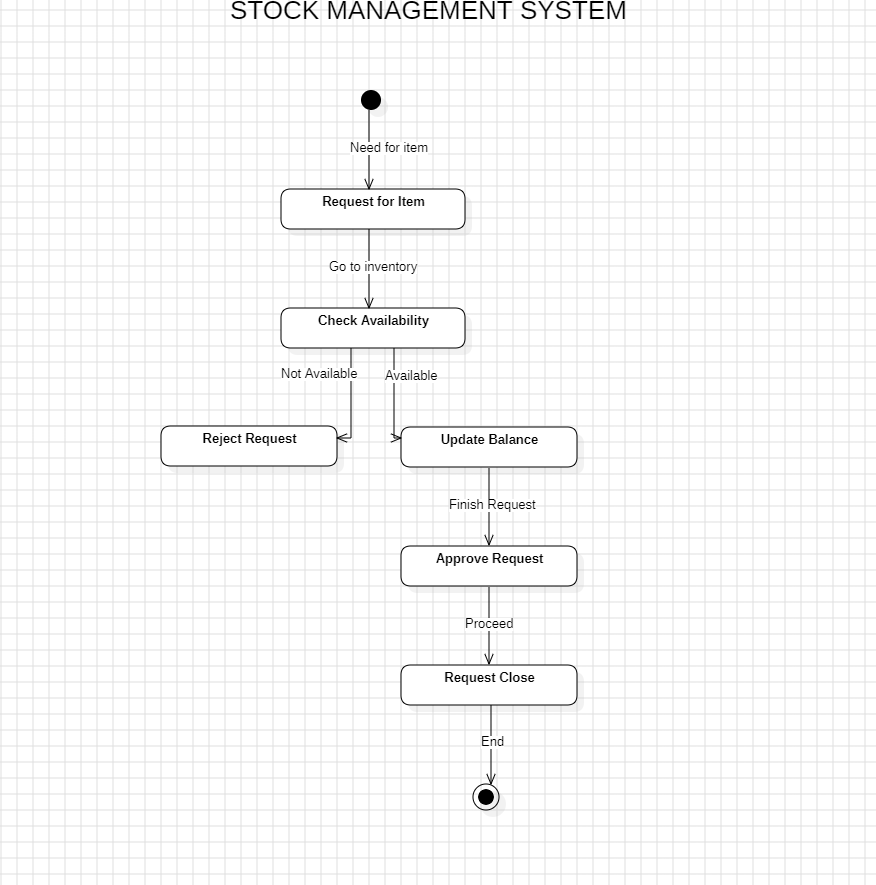 STOCK MANAGEMENT SYSTEM
Need for item
Request for Item
Go to inventory
Check Availability
Not Available
Available
Reject Request
Update Balance
Finish Request
Approve Request
Proceed
Request Close
End